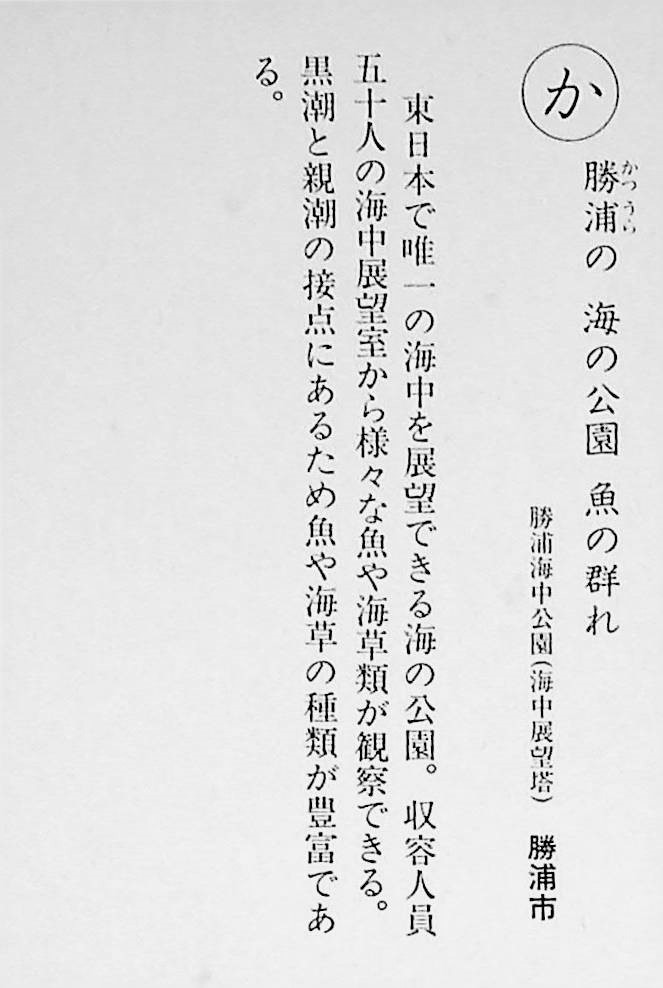 か
勝浦の 海の公園 魚の群れ
かつうら
勝浦海中公園(海中展望塔) 勝浦市
東日本で唯一の海中を展望できる海の公園。収容人員
五十人の海中展望室から様々な魚や海草類が観察できる。
黒潮と親潮の接点にあるため魚や海草の種類が豊富であ
る。